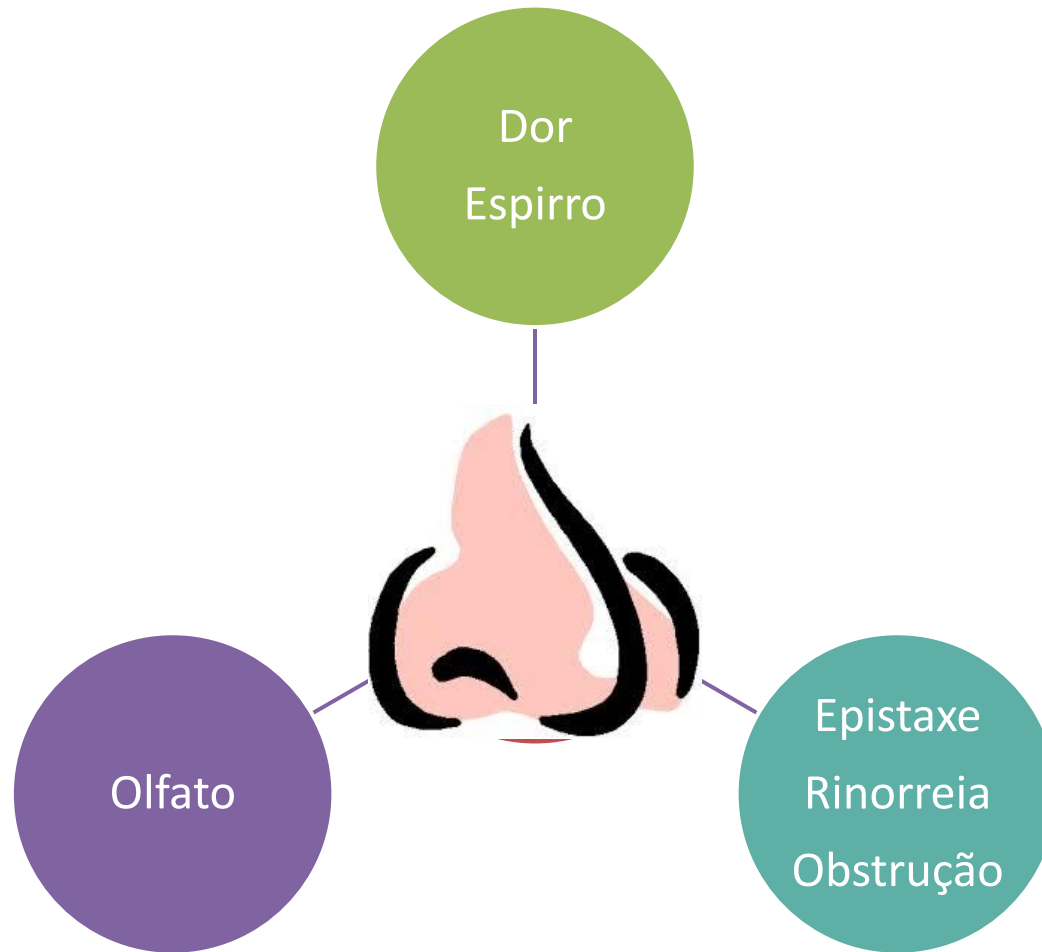 Dor
Espirro
Olfato
Epistaxe
Rinorreia
Obstrução